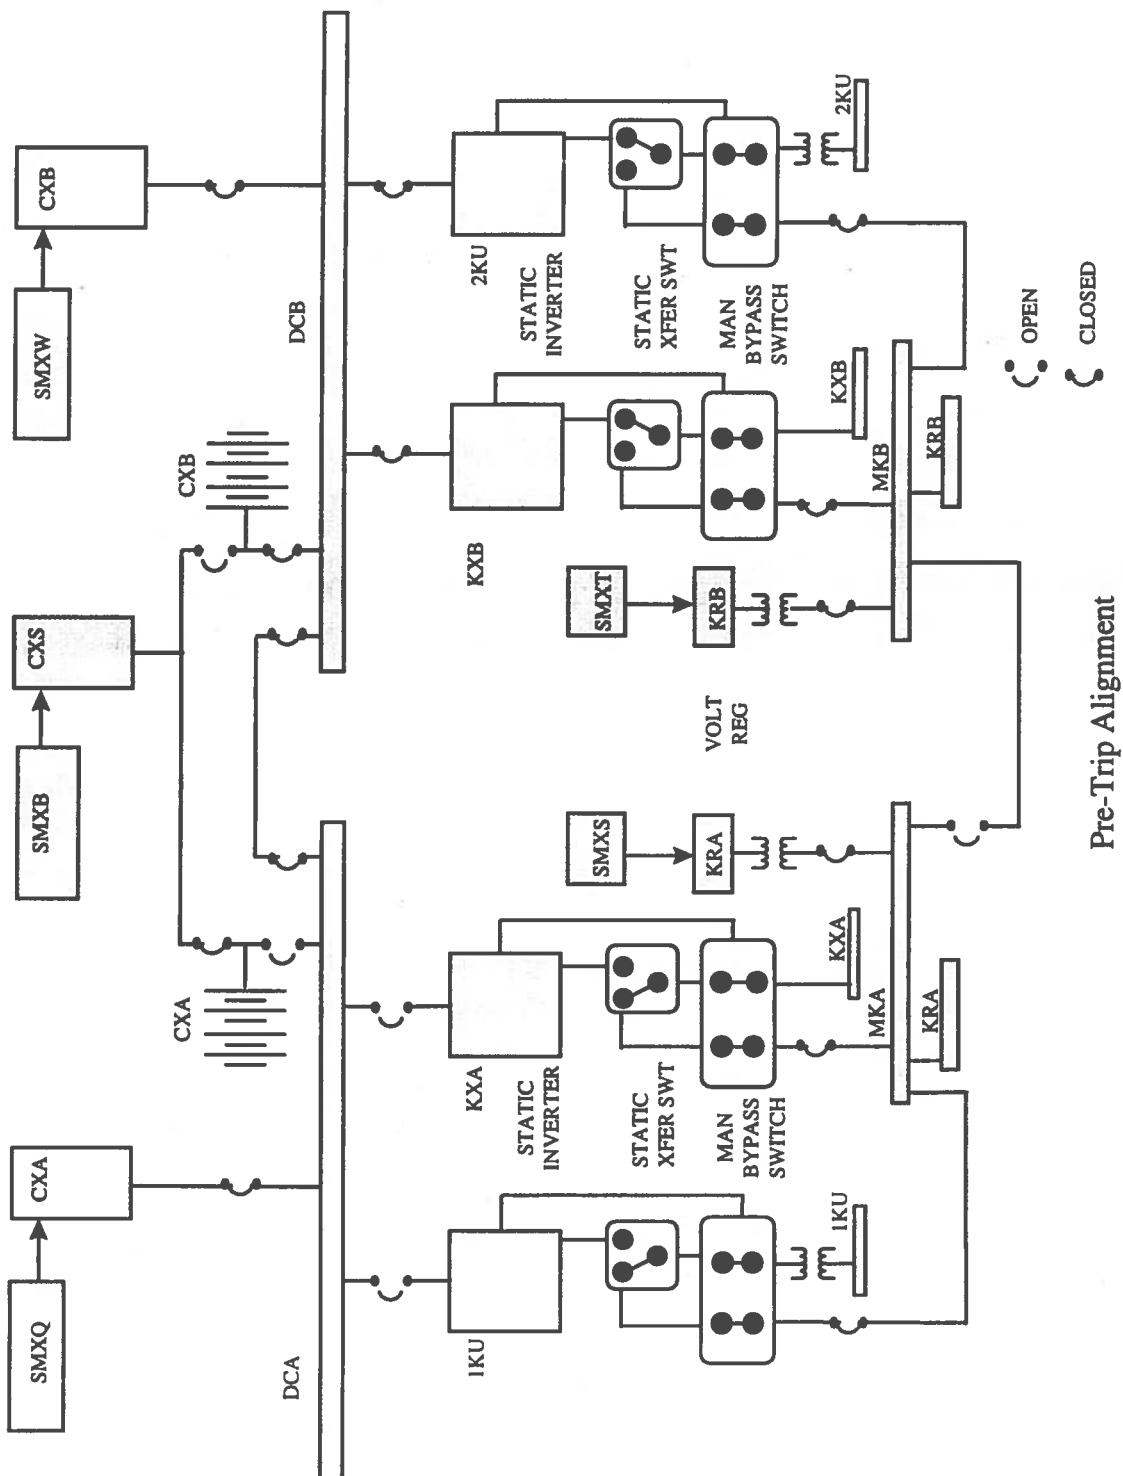 SMXQ
CXA
SMXB
CXS
SMXW
CXB
CXA
CXB
DCA
DCB
1KU
KXA
STATIC
INVERTER
KXB
2KU
STATIC
INVERTER
STATIC
XFER SWT
SMXS
SMXT
STATIC
XFER SWT
KRA
VOLT
REG
KRB
MAN
BYPASS
SWITCH
MAN
BYPASS
SWITCH
1KU
KXA
KXB
2KU
MKA
MKB
KRA
KRB
OPEN
CLOSED
Pre-Trip Alignment